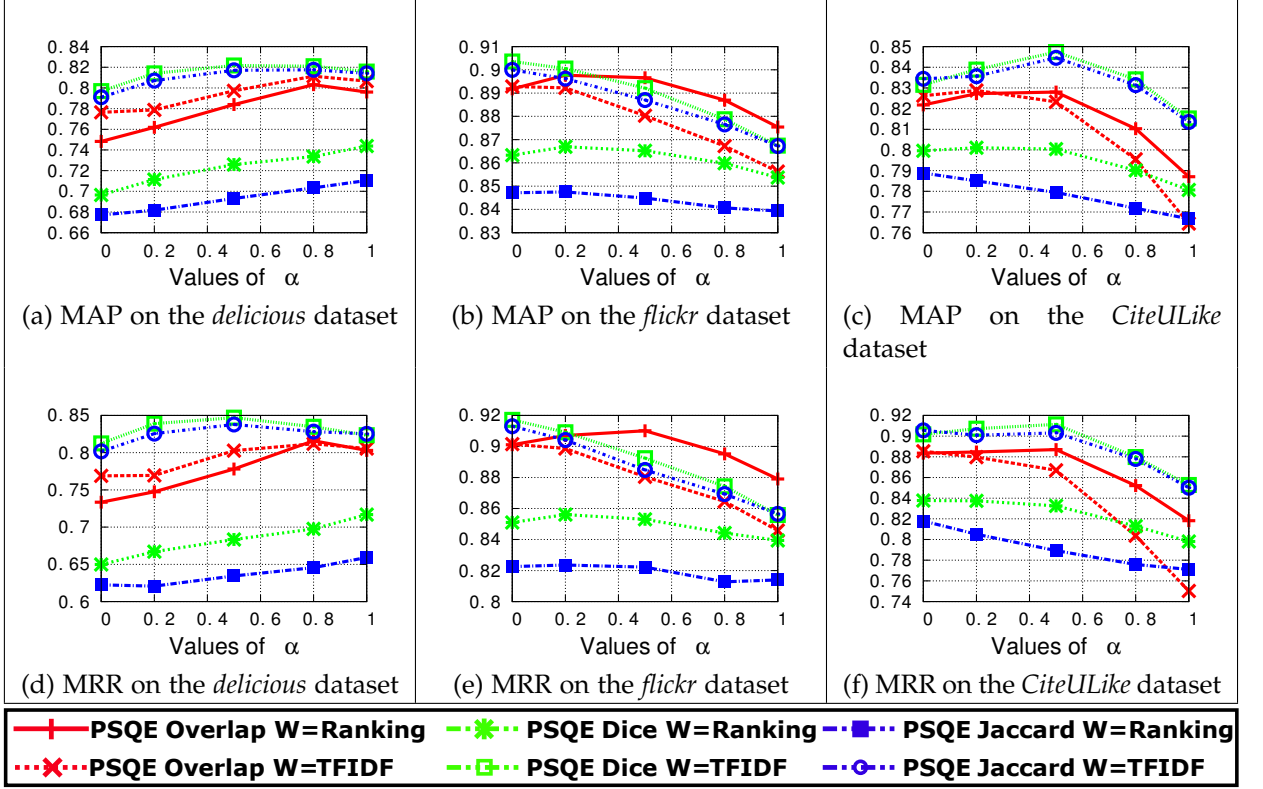 0. 84
0. 82
0. 8
0. 78
0. 76
0. 74
0. 72
0. 7
0. 68
0. 66
0 0. 2 0. 4 0. 6 0. 8 1
Values of α
(a) MAP on the delicious dataset
0. 91
0. 9
0. 89
0. 88
0. 87
0. 86
0. 85
0. 84
0. 83
0 0. 2 0. 4 0. 6 0. 8 1
Values of α
(b) MAP on the flickr dataset
0. 85
0. 84
0. 83
0. 82
0. 81
0. 8
0. 79
0. 78
0. 77
0. 76
0 0. 2 0. 4 0. 6 0. 8 1
Values of α
(c) MAP on the CiteULike
dataset
0. 85
0. 8
0. 75
0. 7
0. 65
0. 6
0 0. 2 0. 4 0. 6 0. 8 1
Values of α
(d) MRR on the delicious dataset
0. 92
0. 9
0. 88
0. 86
0. 84
0. 82
0. 8
0 0. 2 0. 4 0. 6 0. 8 1
Values of α
(e) MRR on the flickr dataset
0. 92
0. 9
0. 88
0. 86
0. 84
0. 82
0. 8
0. 78
0. 76
0. 74
0 0. 2 0. 4 0. 6 0. 8 1
Values of α
(f) MRR on the CiteULike dataset
PSQE Overlap W=Ranking PSQE Dice W=Ranking PSQE Jaccard W=Ranking
PSQE Overlap W=TFIDF PSQE Dice W=TFIDF PSQE Jaccard W=TFIDF